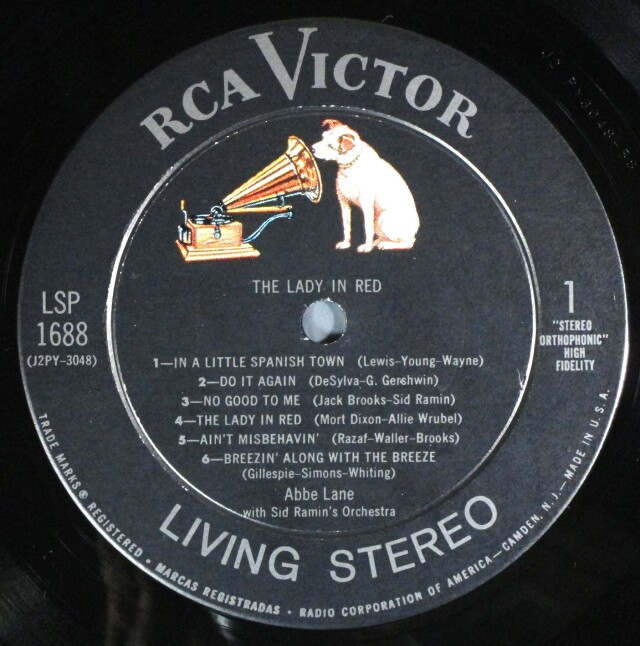 RCA VICTOR
THE LADY IN RED
LSP
1688
(J2PY-3048)
1
"STEREO
ORTHOPHONIC"
HIGH
FIDELITY
1—IN A LITTLE SPANISH TOWN (Lewis-Young-Wayne)
2—DO IT AGAIN (DeSylva-G. Gershwin)
3—NO GOOD TO ME (Jack Brooks-Sid Ramin)
4—THE LADY IN RED (Mort Dixon-Allie Wrubel)
5—AIN'T MISBEHAVIN' (Razaf-Waller-Brooks)
6—BREEZIN' ALONG WITH THE BREEZE
(Gillespie-Simons-Whiting)
Abbe Lane
with Sid Ramin's Orchestra
LIVING STEREO
TRADE MARKS ® REGISTERED • MARCAS REGISTRADAS • RADIO CORPORATION OF AMERICA—CAMDEN, N. J.—MADE IN U.S.A.